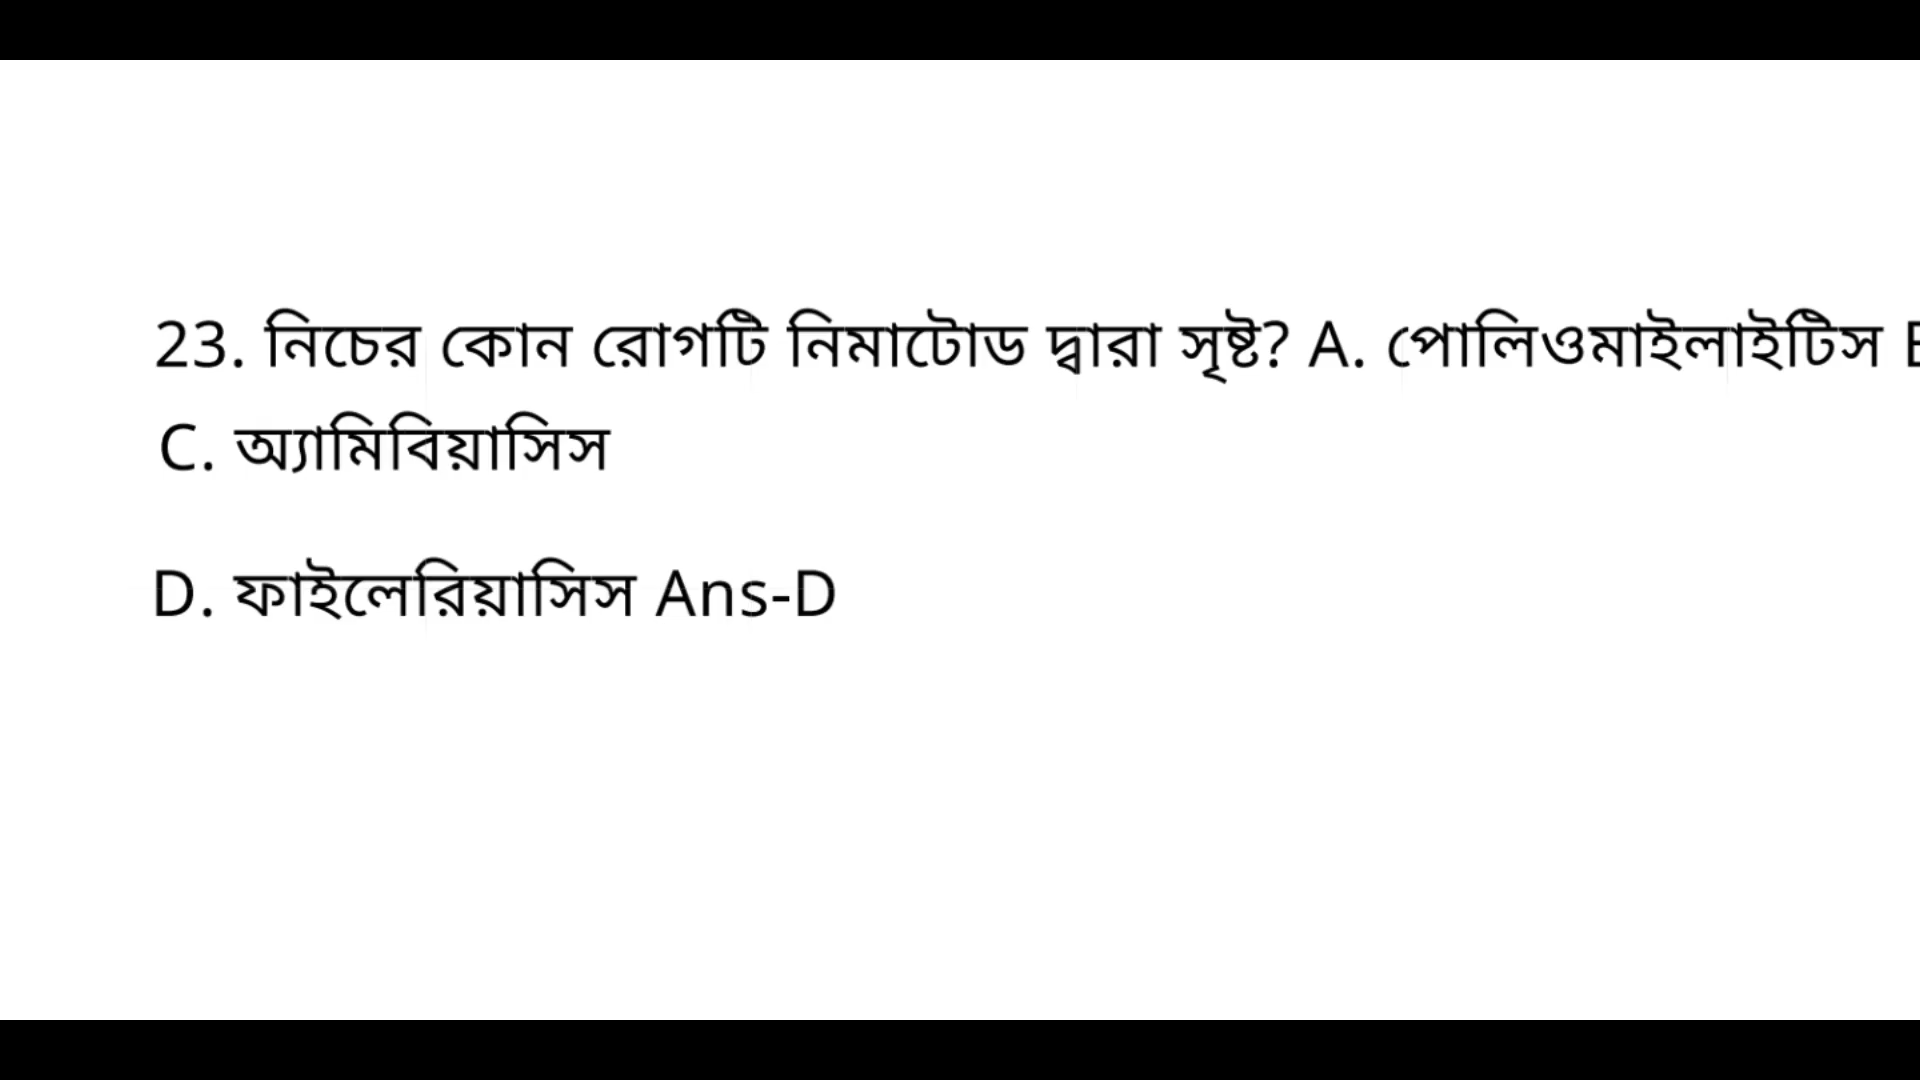 23. নিচের কোন রোগটি নিমাটোড দ্বারা সৃষ্ট? A. পোলিওমাইলাইটিস
C. অ্যামিবিয়াসিস
D. ফাইলেরিয়াসিস Ans-D